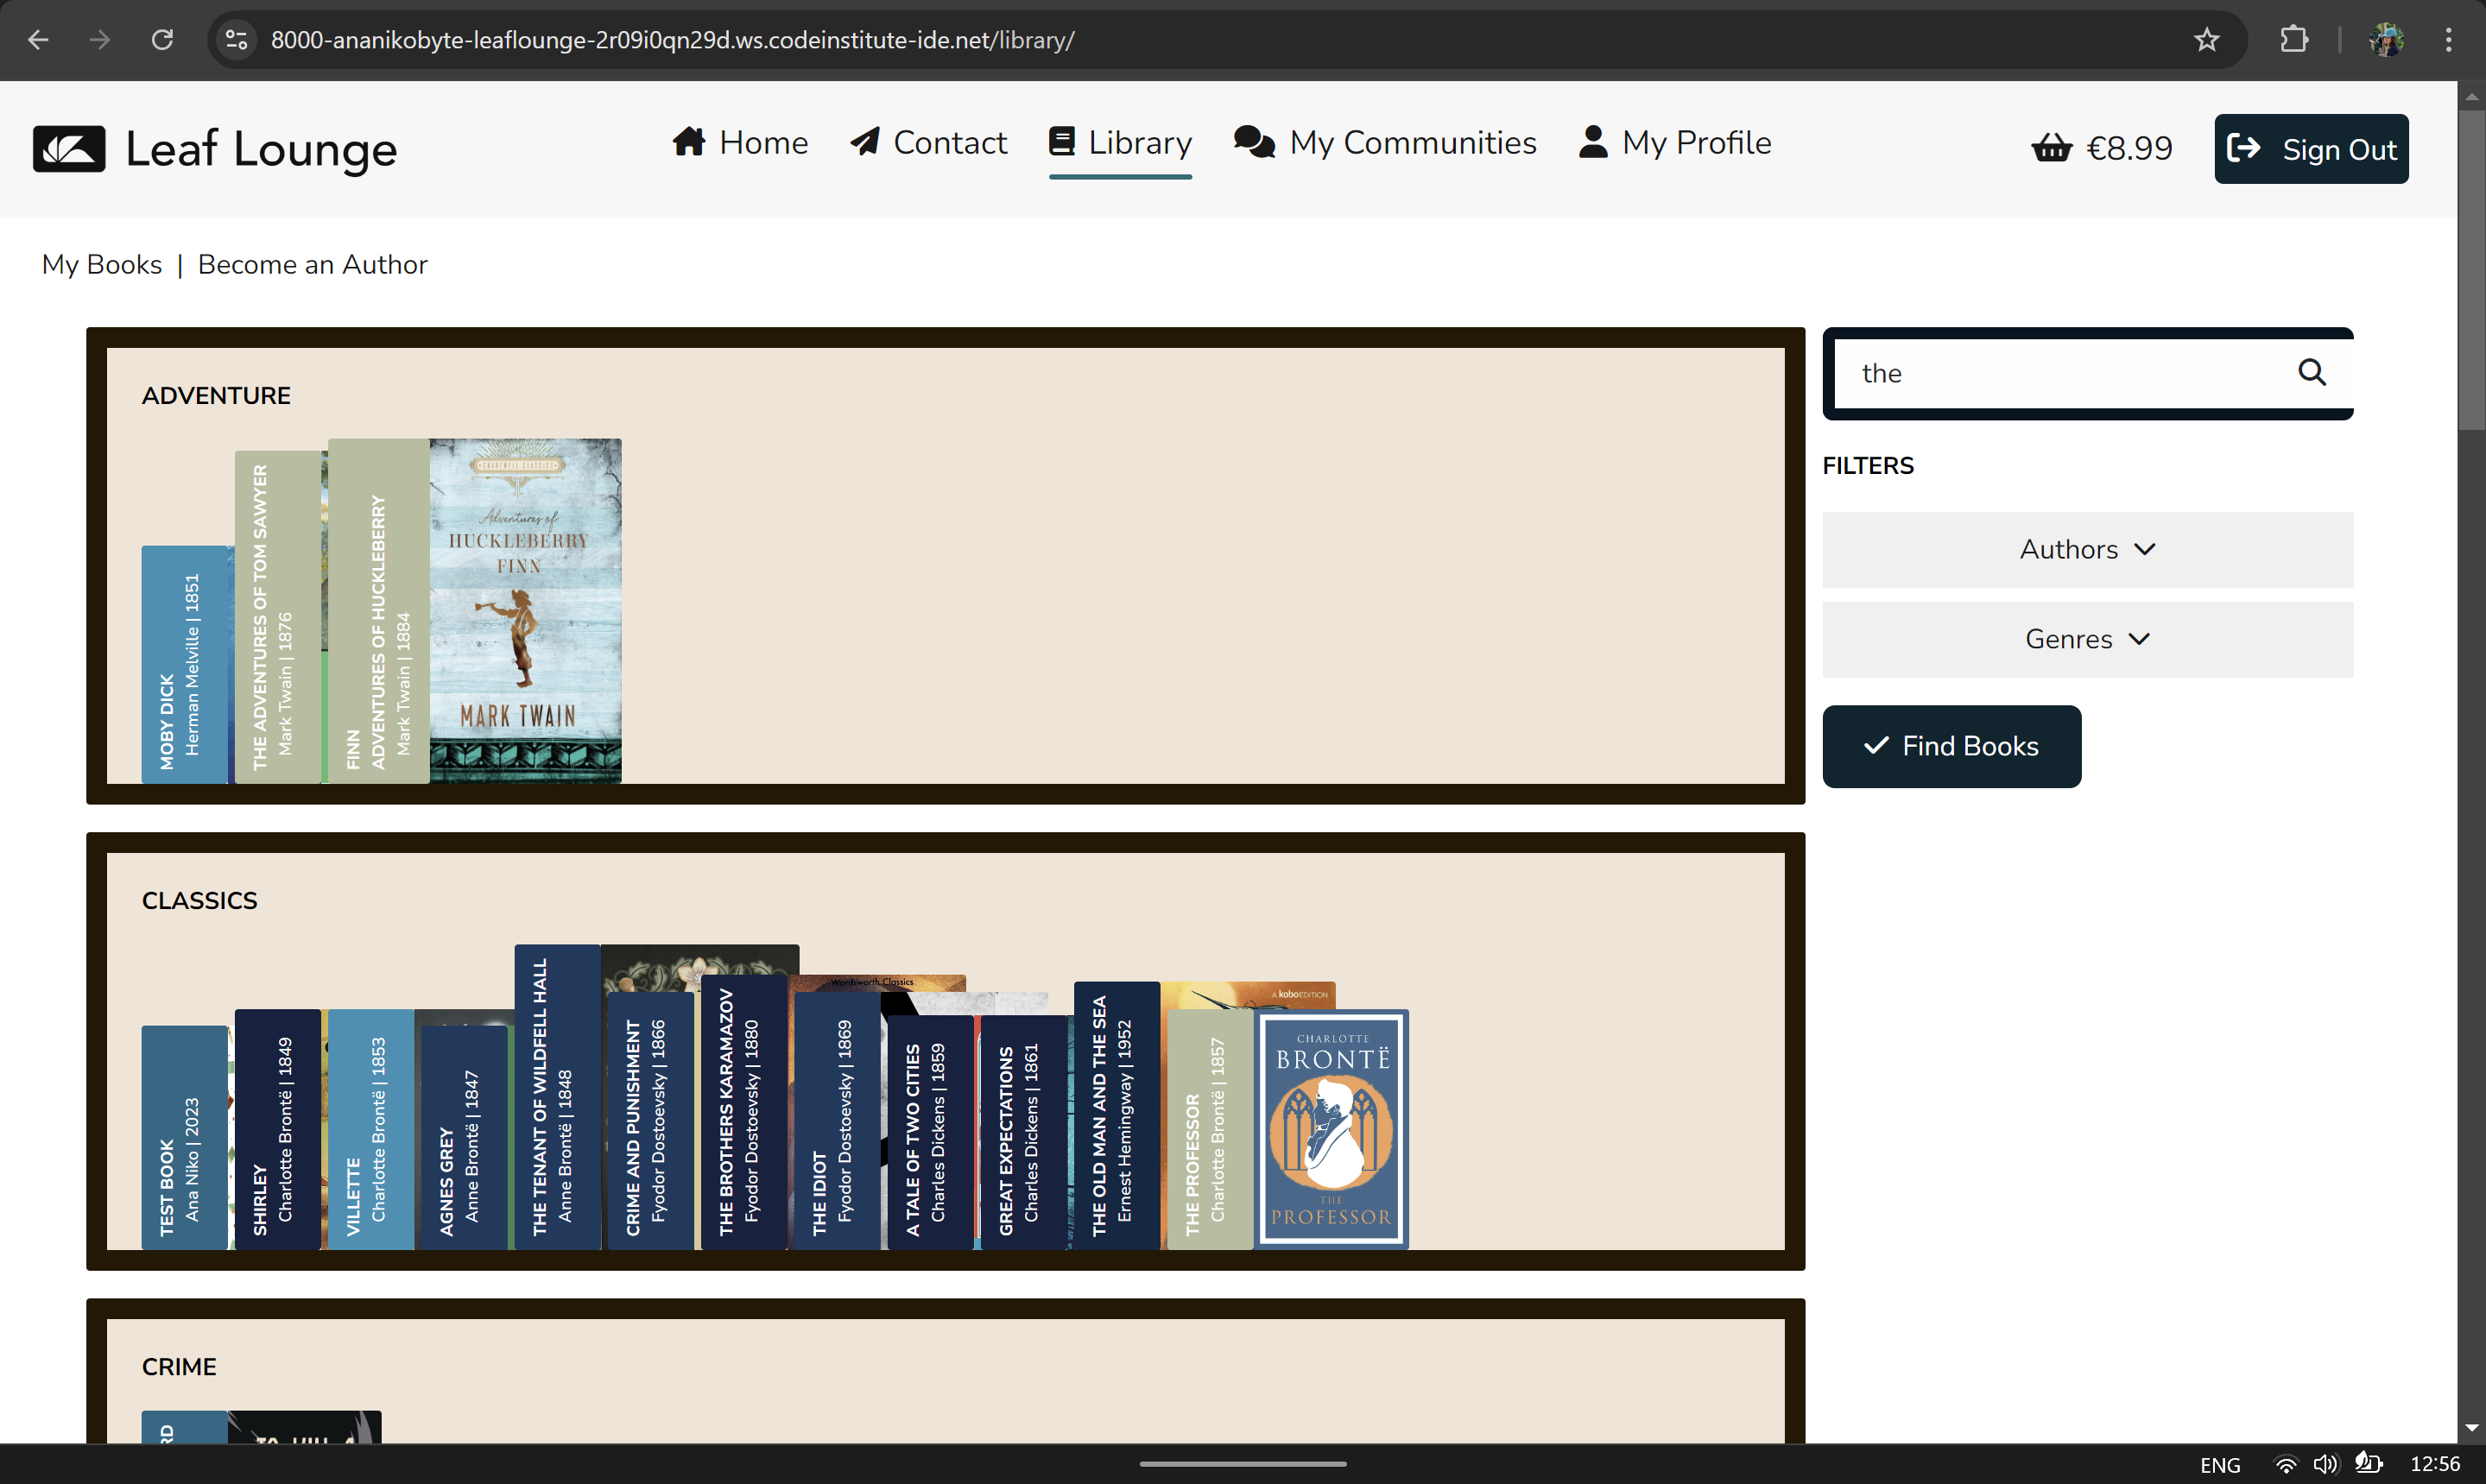 8000-ananikobyte-leaflounge-2r09i0qn29d.ws.codeinstitute-ide.net/library/
Leaf Lounge
Home
Contact
Library
My Communities
My Profile
€8.99
Sign Out
My Books | Become an Author
ADVENTURE
MOBY DICK
Herman Melville | 1851
THE ADVENTURES OF TOM SAWYER
Mark Twain | 1876
FINN
ADVENTURES OF HUCKLEBERRY
Mark Twain | 1884
CHARTWELL CLASSICS
Adventures of
HUCKLEBERRY
FINN
MARK TWAIN
the
FILTERS
Authors
Genres
Find Books
CLASSICS
TEST BOOK
Ana Niko | 2023
SHIRLEY
Charlotte Brontë | 1849
VILLETTE
Charlotte Brontë | 1853
AGNES GREY
Anne Brontë | 1847
THE TENANT OF WILDFELL HALL
Anne Brontë | 1848
CRIME AND PUNISHMENT
Fyodor Dostoevsky | 1866
THE BROTHERS KARAMAZOV
Fyodor Dostoevsky | 1880
Wordsworth Classics
THE IDIOT
Fyodor Dostoevsky | 1869
A TALE OF TWO CITIES
Charles Dickens | 1859
GREAT EXPECTATIONS
Charles Dickens | 1861
THE OLD MAN AND THE SEA
Ernest Hemingway | 1952
A kobo EDITION
THE PROFESSOR
Charlotte Brontë | 1857
CHARLOTTE
BRONTË
THE
PROFESSOR
CRIME
ENG
12:56